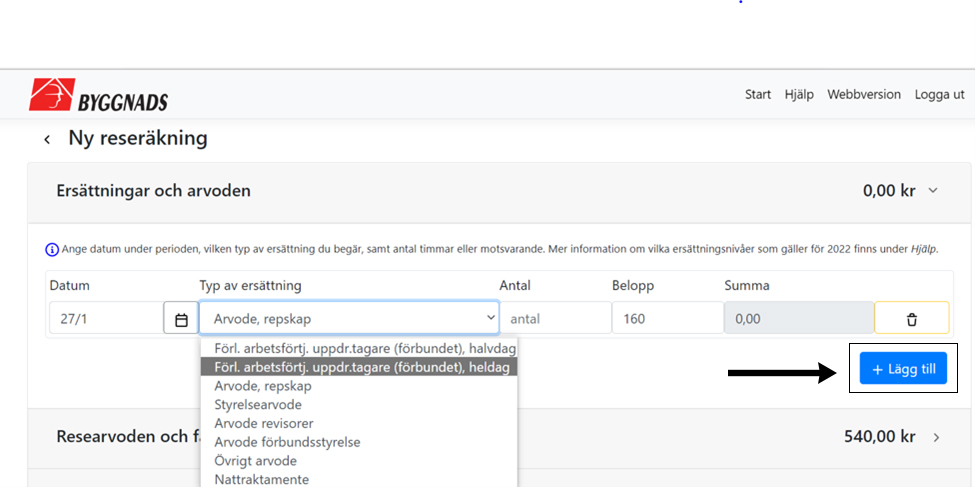 BYGGNADS
Start Hjälp Webbversion Logga ut
Ny reseräkning
Ersättningar och arvoden 0,00 kr
Ange datum under perioden, vilken typ av ersättning du begär, samt antal timmar eller motsvarande. Mer information om vilka ersättningsnivåer som gäller för 2022 finns under Hjälp.
Datum Typ av ersättning Antal Belopp Summa
27/1 Arvode, repskap antal 160 0,00
Förl. arbetsförtj. uppdr.tagare (förbundet), halvdag
Förl. arbetsförtj. uppdr.tagare (förbundet), heldag
+ Lägg till
Arvode, repskap
Styrelsearvode
Arvode revisorer
Researvoden och 540,00 kr
Arvode förbundsstyrelse
Övrigt arvode
Nattraktamente